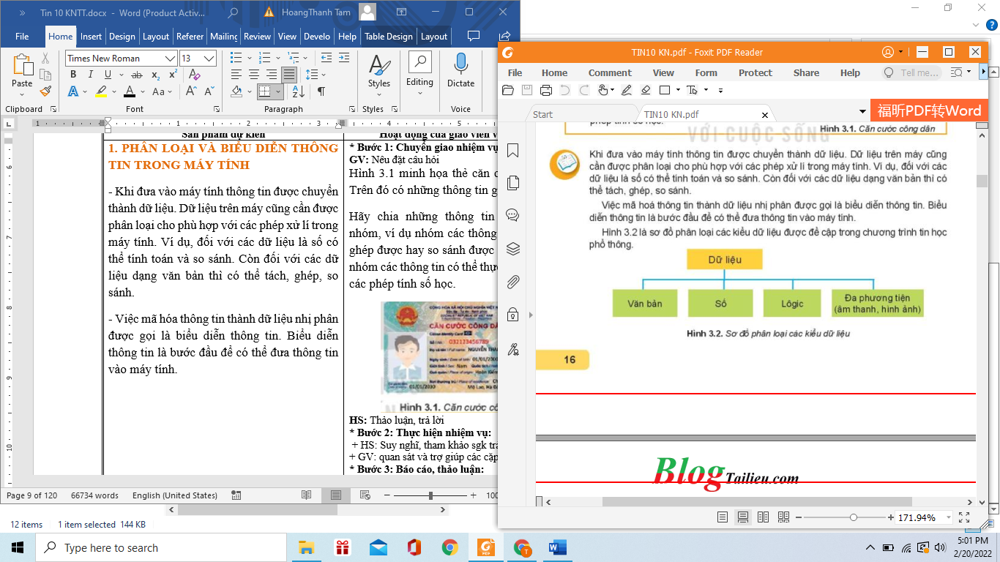 Tin 10 KNTT.docx - Word (Product Activ...
HoangThanh Tam
File Home Insert Design Layout Referer Mailing Review View Develo Help Table Design Layout
Times New Roman 13
Paste
Styles
Editing
Dictate
Clipboard Font Paragraph Styles Voice
Sản phẩm dự kiến
1. PHÂN LOẠI VÀ BIỂU DIỄN THÔNG
TIN TRONG MÁY TÍNH
- Khi đưa vào máy tính thông tin được chuyển
thành dữ liệu. Dữ liệu trên máy cũng cần được
phân loại cho phù hợp với các phép xử lí trong
máy tính. Ví dụ, đối với các dữ liệu là số có
thể tính toán và so sánh. Còn đối với các dữ
liệu dạng văn bản thì có thể tách, ghép, so
sánh.
- Việc mã hóa thông tin thành dữ liệu nhị phân
được gọi là biểu diễn thông tin. Biểu diễn
thông tin là bước đầu để có thể đưa thông tin
vào máy tính.
Hoạt động của giáo viên v
* Bước 1: Chuyển giao nhiệm vụ
GV: Nêu đặt câu hỏi
Hình 3.1 minh họa thẻ căn c
Trên đó có những thông tin g
Hãy chia những thông tin
nhóm, ví dụ nhóm các thông
ghép được hay so sánh được
nhóm các thông tin có thể thực
các phép tính số học.
CĂN CƯỚC CÔNG DÂ
032123456789
NGUYỄN THA
01/01/200
Nam
01/01/2030
Hình 3.1. Căn cước cô
HS: Thảo luận, trả lời
* Bước 2: Thực hiện nhiệm vụ:
+ HS: Suy nghĩ, tham khảo sgk trả
+ GV: quan sát và trợ giúp các cặp
* Bước 3: Báo cáo, thảo luận:
Page 9 of 120 66734 words English (United States) 100
12 items 1 item selected 144 KB
TIN10 KN.pdf - Foxit PDF Reader
File Home Comment View Form Protect Share Help Tell me...
Start TIN10 KN.pdf
福昕PDF转Word
phép tính số học.
VỚI CUỘC SỐNG
Hình 3.1. Căn cước công dân
Khi đưa vào máy tính thông tin được chuyển thành dữ liệu. Dữ liệu trên máy cũng
cần được phân loại cho phù hợp với các phép xử lí trong máy tính. Ví dụ, đối với các
dữ liệu là số có thể tính toán và so sánh. Còn đối với các dữ liệu dạng văn bản thì có
thể tách, ghép, so sánh.
Việc mã hoá thông tin thành dữ liệu nhị phân được gọi là biểu diễn thông tin. Biểu
diễn thông tin là bước đầu để có thể đưa thông tin vào máy tính.
Hình 3.2 là sơ đồ phân loại các kiểu dữ liệu được đề cập trong chương trình tin học
phổ thông.
Dữ liệu
Văn bản
Số
Lôgic
Đa phương tiện
(âm thanh, hình ảnh)
Hình 3.2. Sơ đồ phân loại các kiểu dữ liệu
16
BlogTailieu.com
171.94%
Type here to search
5:01 PM
2/20/2022